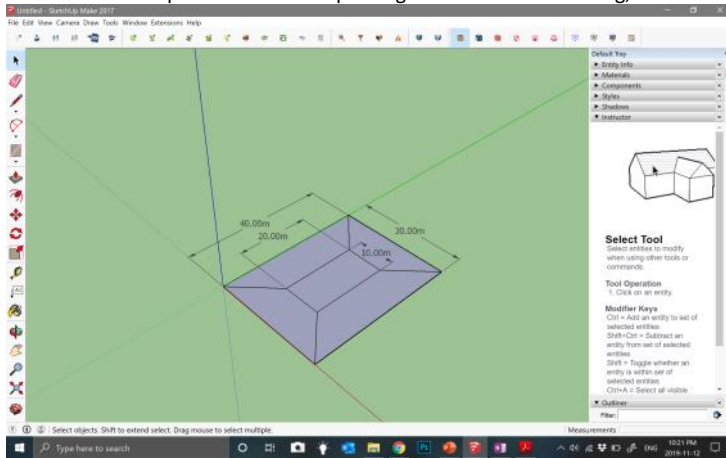 Untitled - SketchUp Make 2017
File Edit View Camera Draw Tools Window Extensions Help
Default Tray
Entity Info
Materials
Components
Styles
Shadows
Instructor
40.00m
20.00m
30.00m
10.00m
Select Tool
Select entities to modify
when using other tools or
commands.
Tool Operation
1. Click on an entity.
Modifier Keys
Ctrl = Add an entity to set of
selected entities
Shift+Ctrl = Subtract an
entity from set of selected
entities
Shift = Toggle whether an
entity is within set of
selected entities
Ctrl+A = Select all visible
Outliner
Filter:
Select objects. Shift to extend select. Drag mouse to select multiple.
Measurements
Type here to search
ENG
10:21 PM
2019-11-12